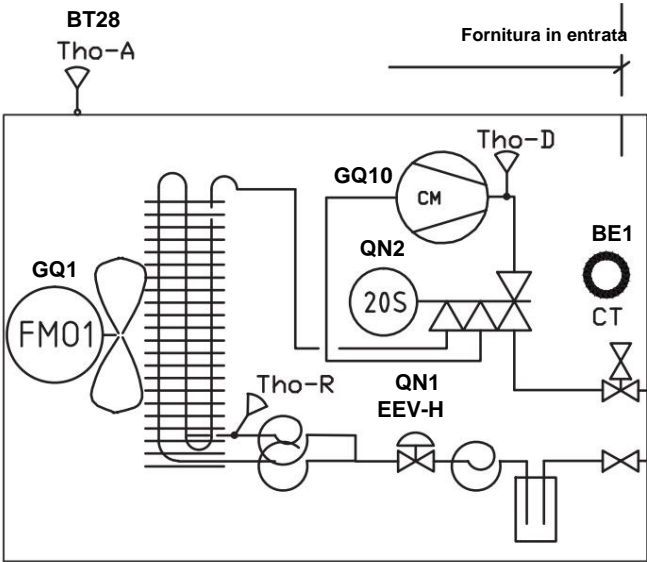 BT28
Tho-A
Fornitura in entrata
Tho-D
GQ10
CM
QN2
20S
BE1
CT
GQ1
FM01
Tho-R
QN1
EEV-H